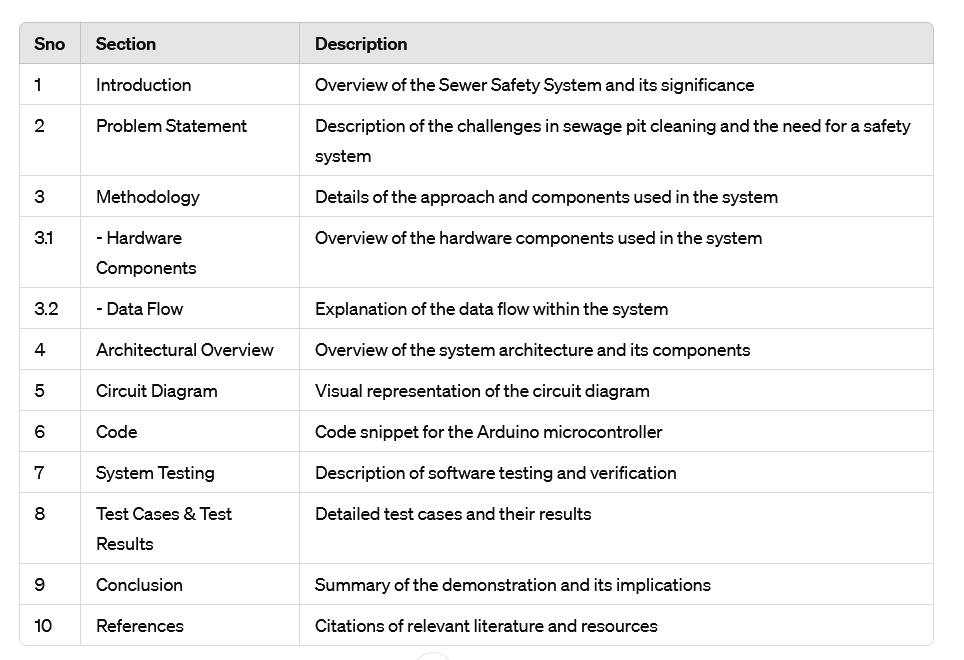 Sno Section Description
1 Introduction Overview of the Sewer Safety System and its significance
2 Problem Statement Description of the challenges in sewage pit cleaning and the need for a safety
system
3 Methodology Details of the approach and components used in the system
3.1 - Hardware Overview of the hardware components used in the system
Components
3.2 - Data Flow Explanation of the data flow within the system
4 Architectural Overview Overview of the system architecture and its components
5 Circuit Diagram Visual representation of the circuit diagram
6 Code Code snippet for the Arduino microcontroller
7 System Testing Description of software testing and verification
8 Test Cases & Test Detailed test cases and their results
Results
9 Conclusion Summary of the demonstration and its implications
10 References Citations of relevant literature and resources